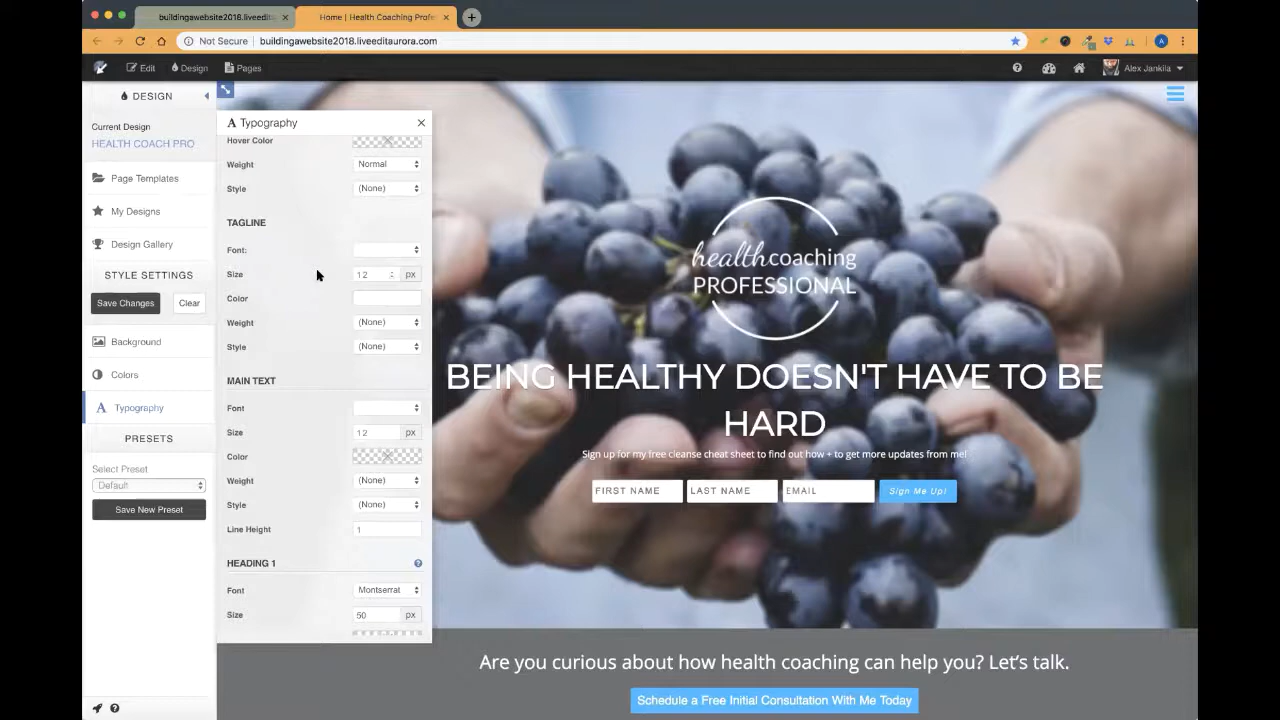 buildingawebsite2018.liveedita
Home | Health Coaching Profes
Not Secure
buildingawebsite2018.liveeditaurora.com
A
Edit
Design
Pages
Alex Jankila
DESIGN
Current Design
HEALTH COACH PRO
Page Templates
My Designs
Design Gallery
STYLE SETTINGS
Save Changes
Clear
Background
Colors
A Typography
PRESETS
Select Preset
Default
Save New Preset
A Typography
Hover Color
Weight Normal
Style (None)
TAGLINE
Font:
Size 12 px
Color
Weight (None)
Style (None)
MAIN TEXT
Font
Size 12 px
Color
Weight (None)
Style (None)
Line Height 1
HEADING 1
Font Montserrat
Size 50 px
healthcoaching
PROFESSIONAL
BEING HEALTHY DOESN'T HAVE TO BE
HARD
Sign up for my free cleanse cheat sheet to find out how + to get more updates from me!
FIRST NAME LAST NAME EMAIL Sign Me Up!
Are you curious about how health coaching can help you? Let's talk.
Schedule a Free Initial Consultation With Me Today